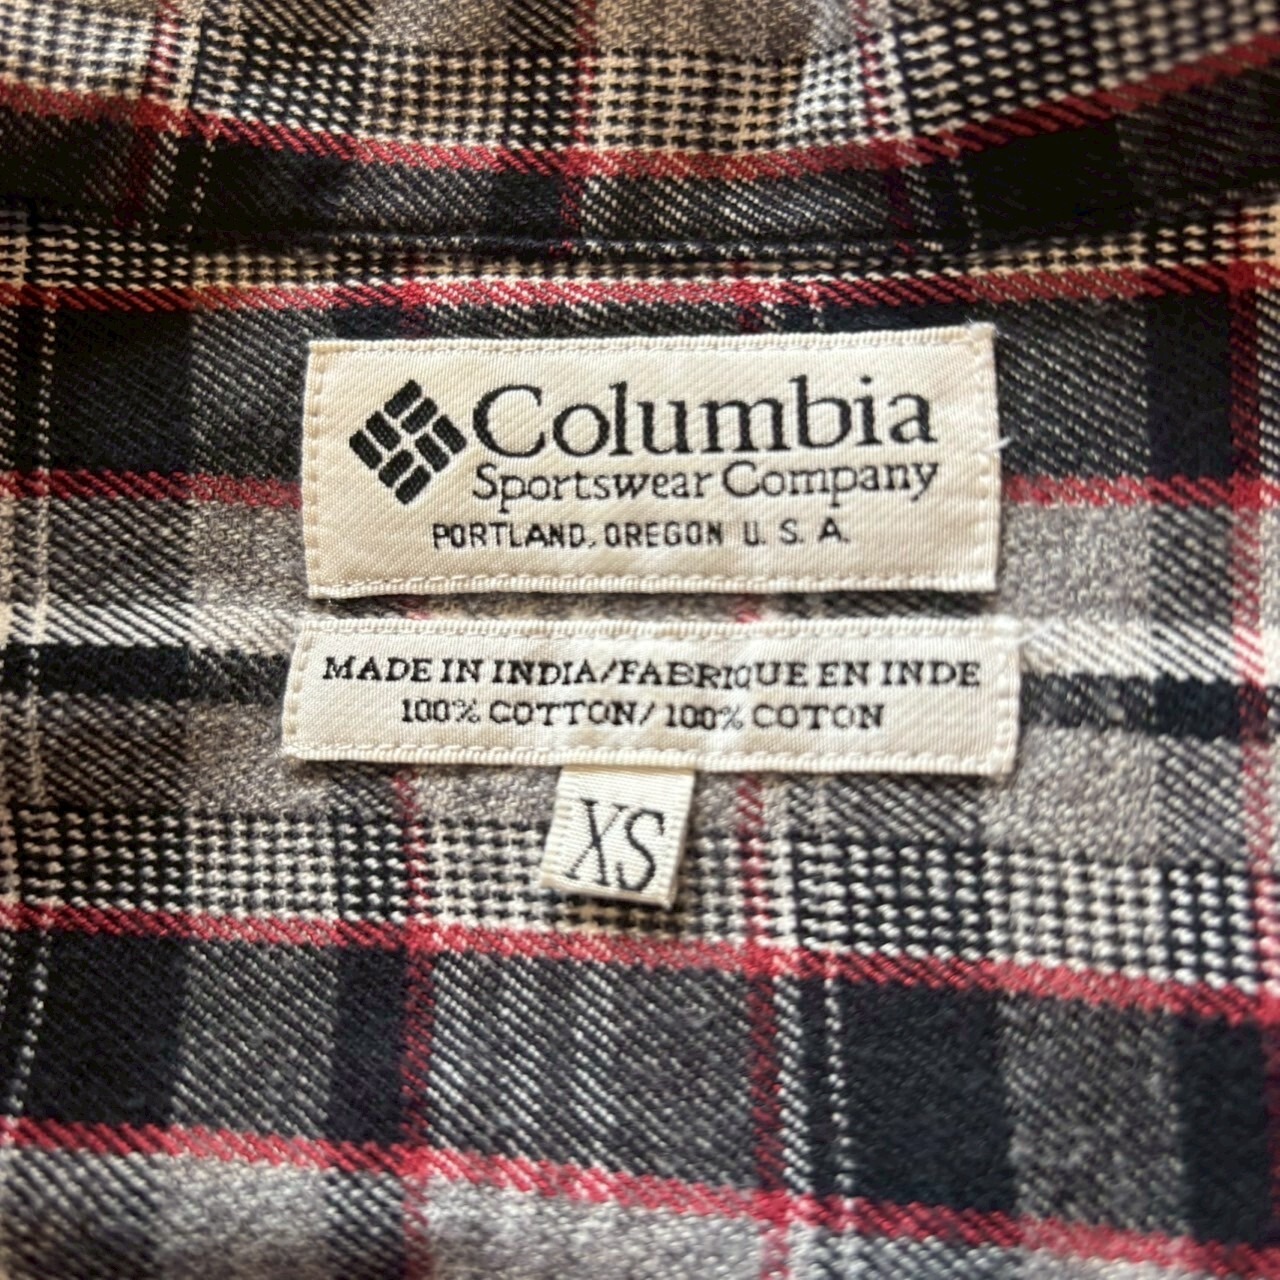 Columbia
Sportswear Company
PORTLAND, OREGON U. S. A.
MADE IN INDIA/FABRIQUE EN INDE
100% COTTON/ 100% COTON
XS